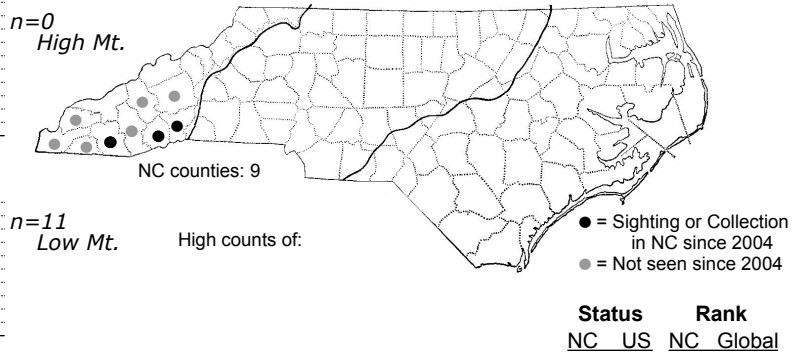 n=0
High Mt.
NC counties: 9
n=11
Low Mt.
High counts of:
= Sighting or Collection
in NC since 2004
= Not seen since 2004
Status Rank
NC US NC Global